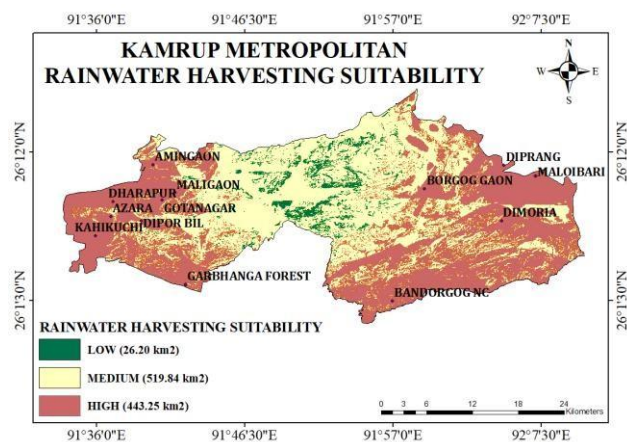 91°36'0"E 91°46'30"E 91°57'0"E 92°7'30"E
KAMRUP METROPOLITAN
RAINWATER HARVESTING SUITABILITY
N
W E
S
26°12'0"N 26°12'0"N
AMINGAON
DIPRANG
MALOIBARI
MALIGAON
BORGOG GAON
DHARAPUR
AZARA GOTANAGAR
DIMORIA
DIPOR BIL
KAHIKUCHI
GARBHANGA FOREST
BANDORGOG NC
26°1'30"N 26°1'30"N
RAINWATER HARVESTING SUITABILITY
LOW (26.20 km2)
MEDIUM (519.84 km2)
HIGH (443.25 km2)
0 1.5 3 6 12 18 24
Kilometers
91°36'0"E 91°46'30"E 91°57'0"E 92°7'30"E